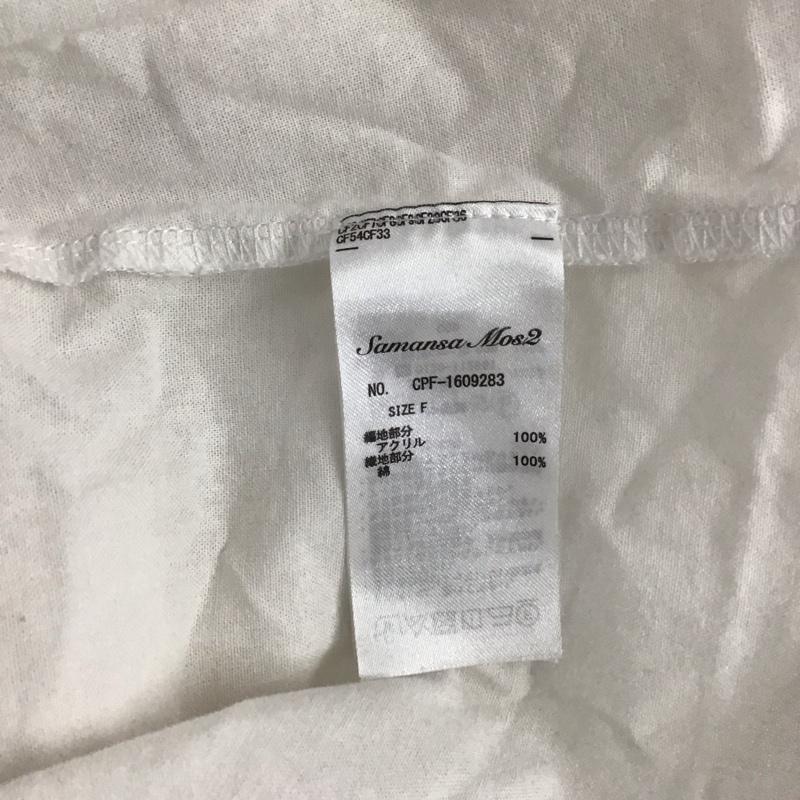 CF54CF33
Samansa Mos2
NO. CPF-1609283
SIZE F
編地部分
アクリル 100%
織地部分
綿 100%